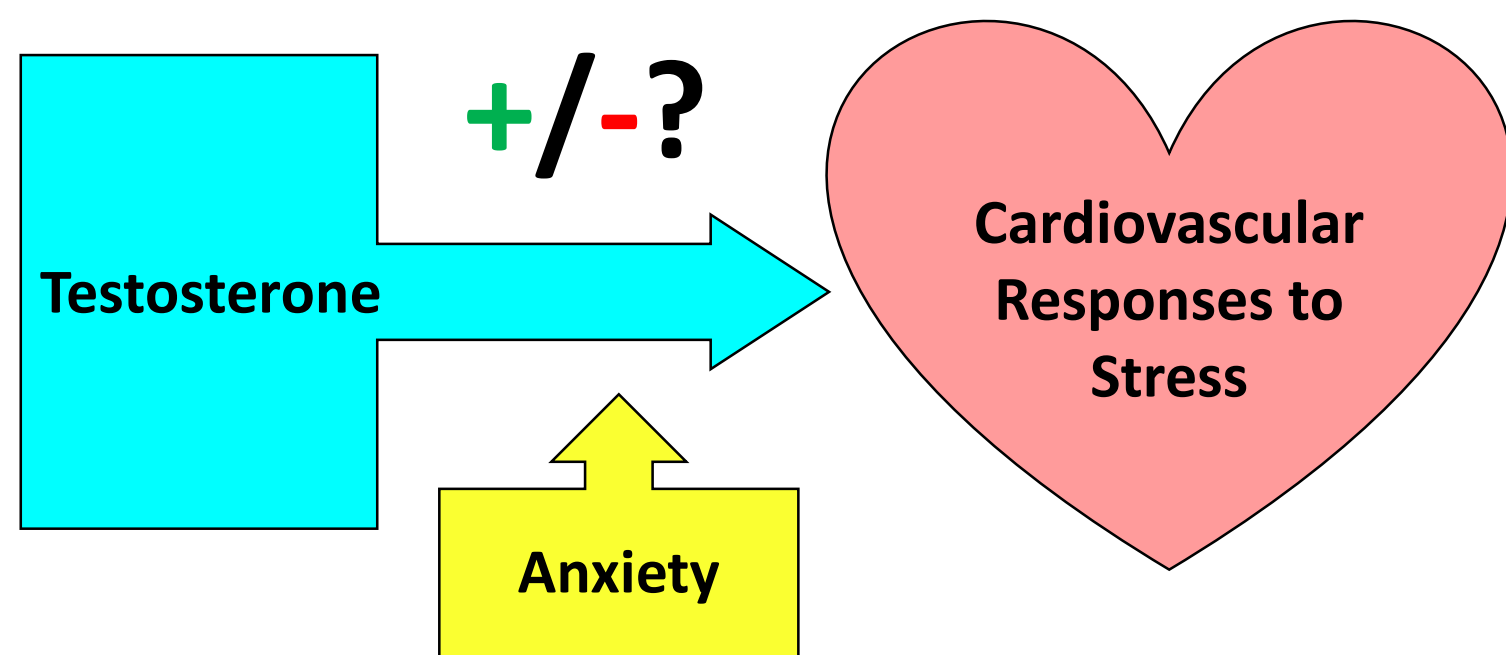 +/-?
Testosterone
Cardiovascular
Responses to
Stress
Anxiety